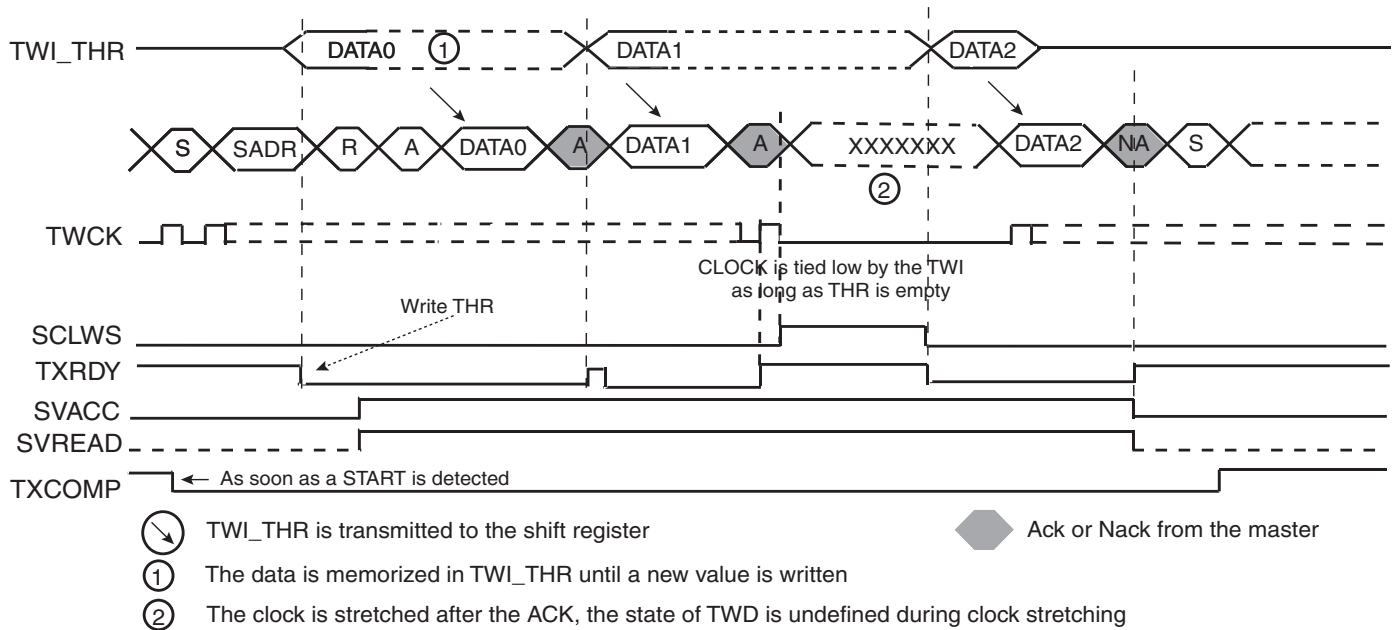 TWI_THR DATA0 1 DATA1 DATA2
S SADR R A DATA0 A DATA1 A XXXXXXX DATA2 NA S
2
TWCK
CLOCK is tied low by the TWI
as long as THR is empty
Write THR
SCLWS
TXRDY
SVACC
SVREAD
TXCOMP As soon as a START is detected
TWI_THR is transmitted to the shift register Ack or Nack from the master
1 The data is memorized in TWI_THR until a new value is written
2 The clock is stretched after the ACK, the state of TWD is undefined during clock stretching